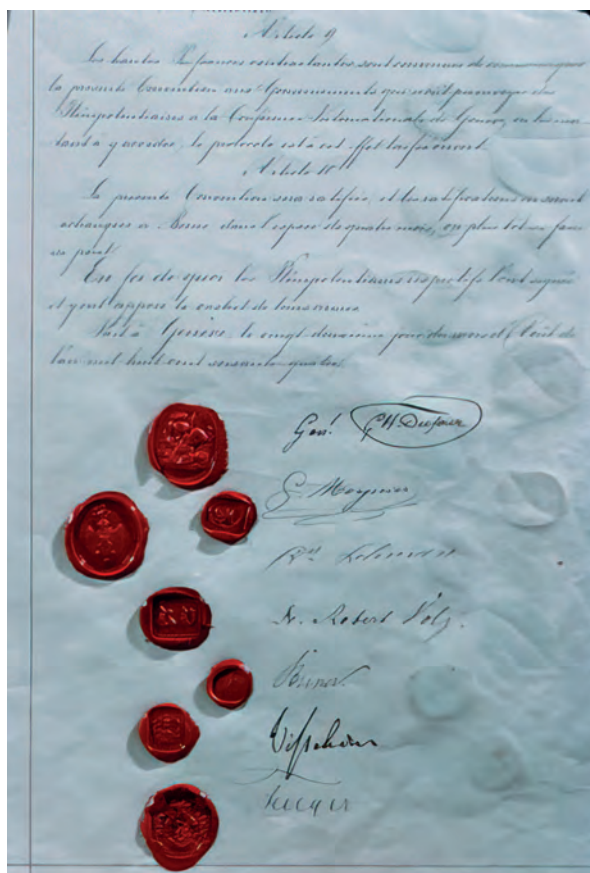 Article 9
Les hautes Puissances contractantes sont convenues de communiquer
la présente Convention aux Gouvernements qui n'ont pu envoyer des
Plénipotentiaires à la Conférence Internationale de Genève, en les invi
tant à y accéder; le protocole est à cet effet laissé ouvert.
Article 10
La présente Convention sera ratifiée, et les ratifications en seront
échangées à Berne, dans l'espace de quatre mois, ou plus tôt si faire
se peut.
En foi de quoi les Plénipotentiaires respectifs l'ont signée
et y ont apposé le cachet de leurs armes.
Fait à Genève, le vingt deuxième jour du mois d'Août de
l'an mil huit cent soixante quatre.
Genl. G.H. Dufour
G. Moynier
Dr Lehmann
Dr. Robert Volz.
Steiner.
Visschers